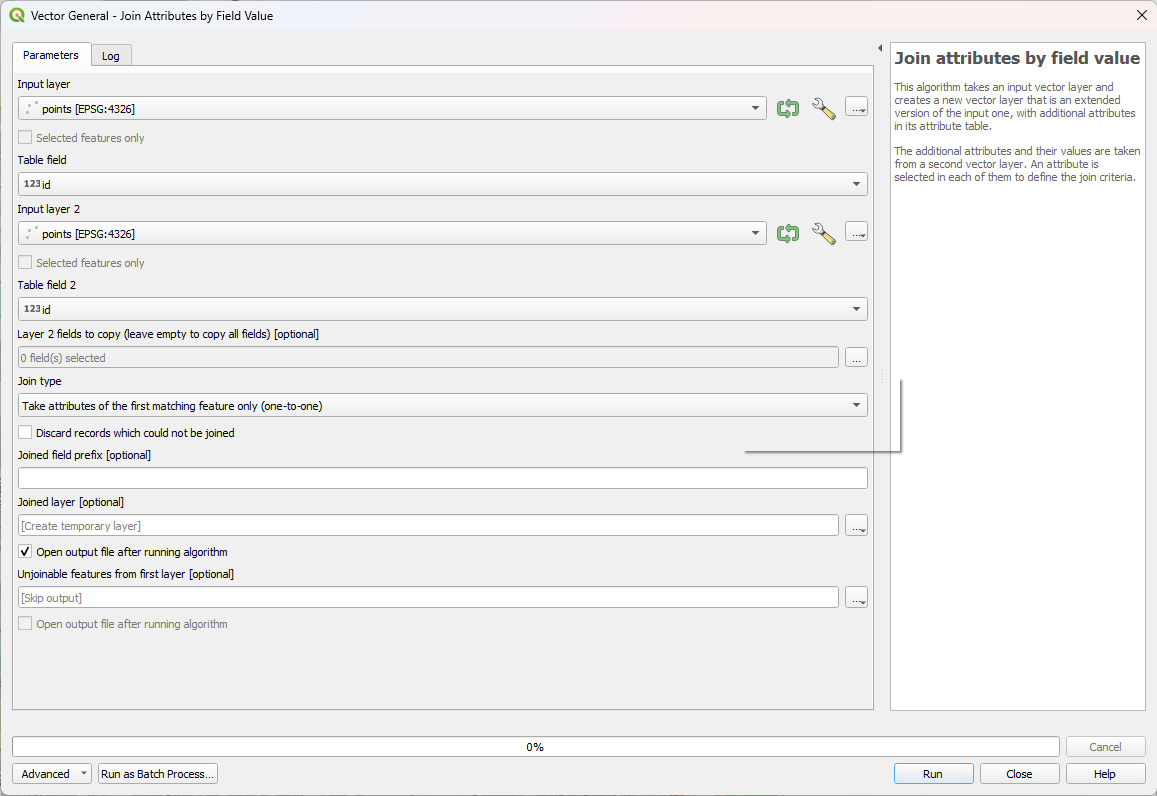 Vector General - Join Attributes by Field Value
Parameters
Log
Input layer
points [EPSG:4326]
...
Selected features only
Table field
123 id
Input layer 2
points [EPSG:4326]
...
Selected features only
Table field 2
123 id
Layer 2 fields to copy (leave empty to copy all fields) [optional]
0 field(s) selected
...
Join type
Take attributes of the first matching feature only (one-to-one)
Discard records which could not be joined
Joined field prefix [optional]
Joined layer [optional]
[Create temporary layer]
...
Open output file after running algorithm
Unjoinable features from first layer [optional]
[Skip output]
...
Open output file after running algorithm
Join attributes by field value
This algorithm takes an input vector layer and
creates a new vector layer that is an extended
version of the input one, with additional attributes
in its attribute table.
The additional attributes and their values are taken
from a second vector layer. An attribute is
selected in each of them to define the join criteria.
0%
Cancel
Advanced
Run as Batch Process...
Run
Close
Help